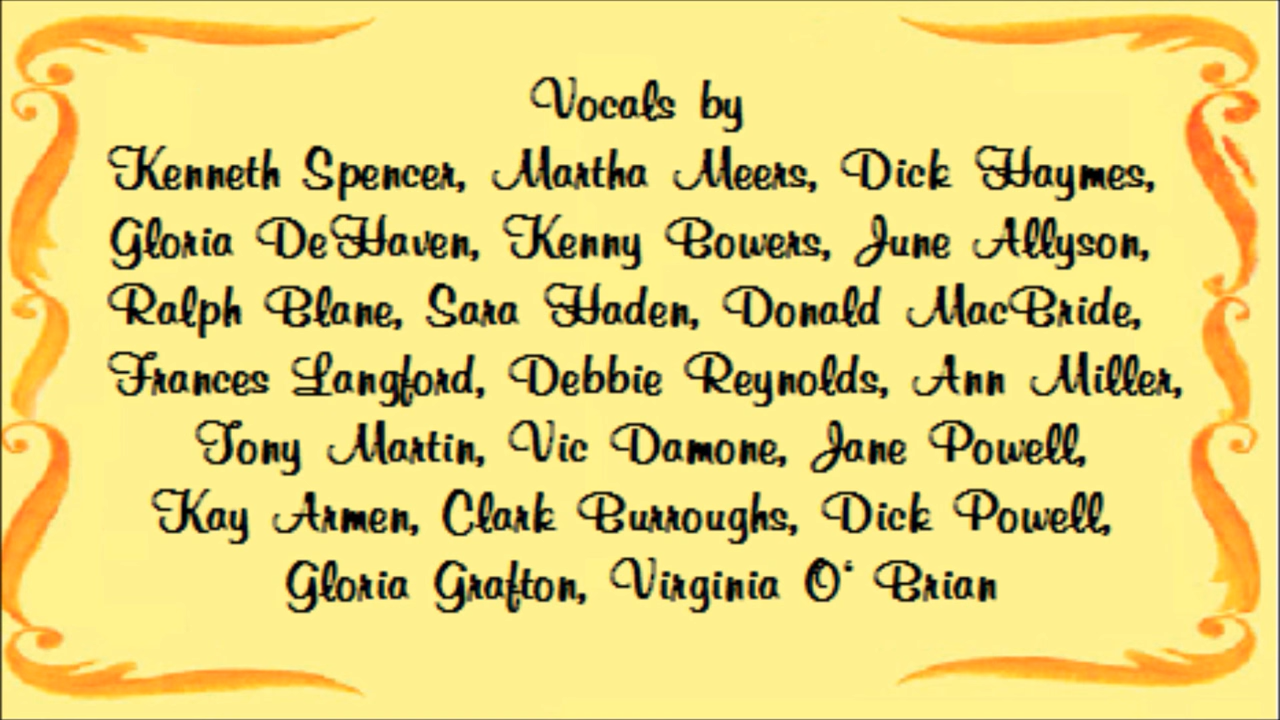 Vocals by
Kenneth Spencer, Martha Meers, Dick Haymes,
Gloria DeHaven, Kenny Bowers, June Allyson,
Ralph Blane, Sara Haden, Donald MacBride,
Frances Langford, Debbie Reynolds, Ann Miller,
Tony Martin, Vic Damone, Jane Powell,
Kay Armen, Clark Burroughs, Dick Powell,
Gloria Grafton, Virginia O‘ Brian